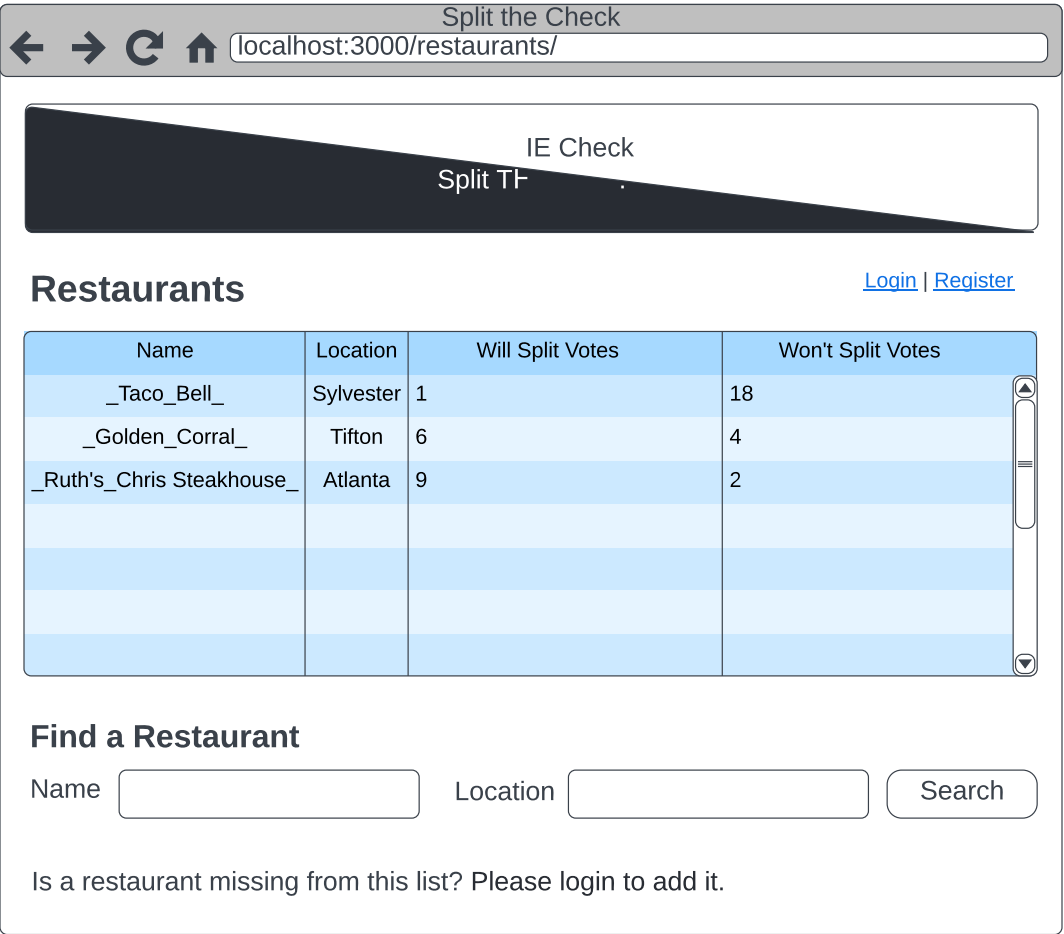 Split the Check
localhost:3000/restaurants/
IE Check
Split TH
Restaurants
Login | Register
Name Location Will Split Votes Won't Split Votes
_Taco_Bell_ Sylvester 1 18
_Golden_Corral_ Tifton 6 4
_Ruth's_Chris Steakhouse_ Atlanta 9 2
Find a Restaurant
Name Location Search
Is a restaurant missing from this list? Please login to add it.